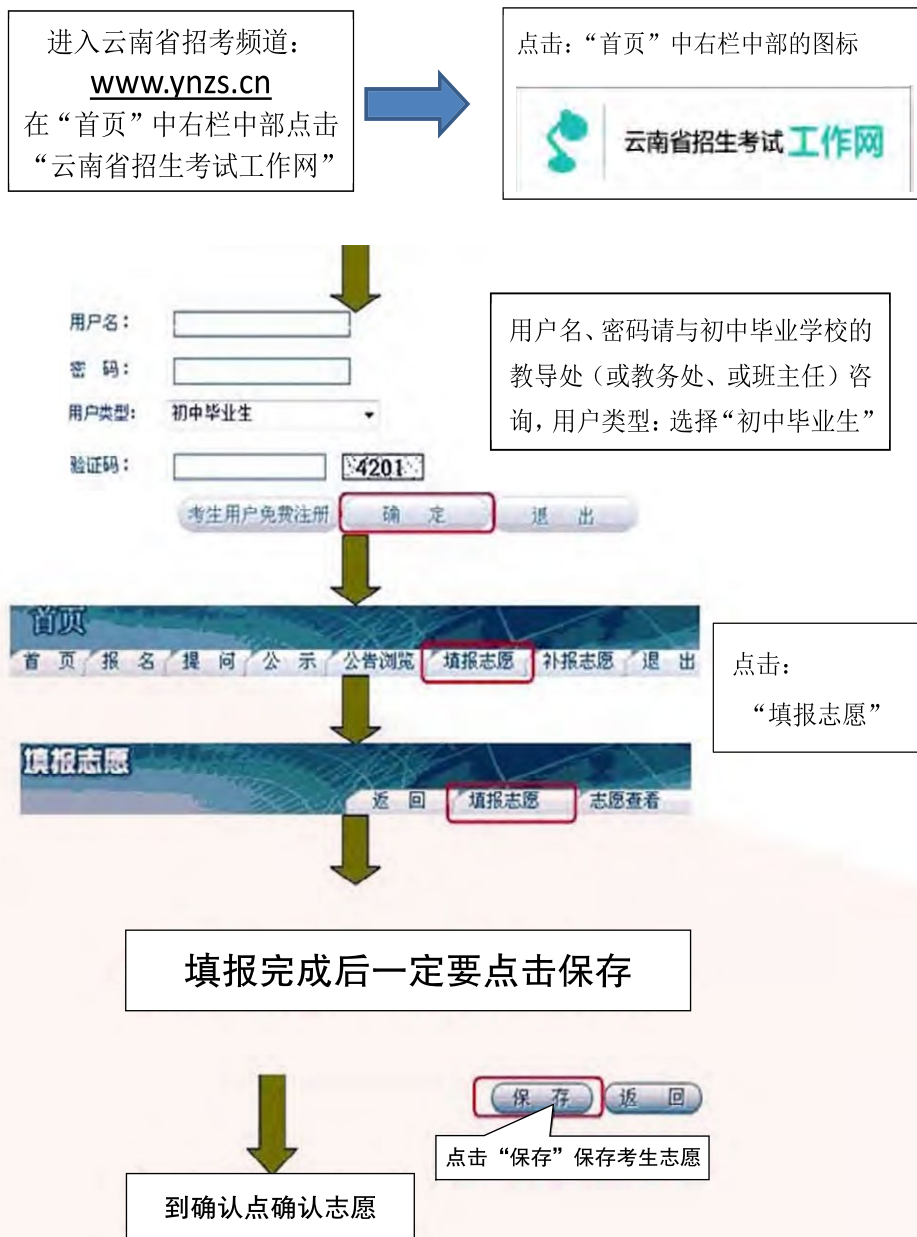 进入云南省招考频道：
www.ynzs.cn
在“首页”中右栏中部点击
“云南省招生考试工作网”
点击：“首页”中右栏中部的图标
云南省招生考试工作网
用户名：
密 码：
用户类型： 初中毕业生
验证码： 4201
考生用户免费注册 确 定 退 出
用户名、密码请与初中毕业学校的
教导处（或教务处、或班主任）咨
询，用户类型：选择“初中毕业生”
首页
首 页 报 名 提 问 公 示 公告浏览 填报志愿 补报志愿 退 出
点击：
“填报志愿”
填报志愿
返 回 填报志愿 志愿查看
填报完成后一定要点击保存
保 存 返 回
点击“保存”保存考生志愿
到确认点确认志愿